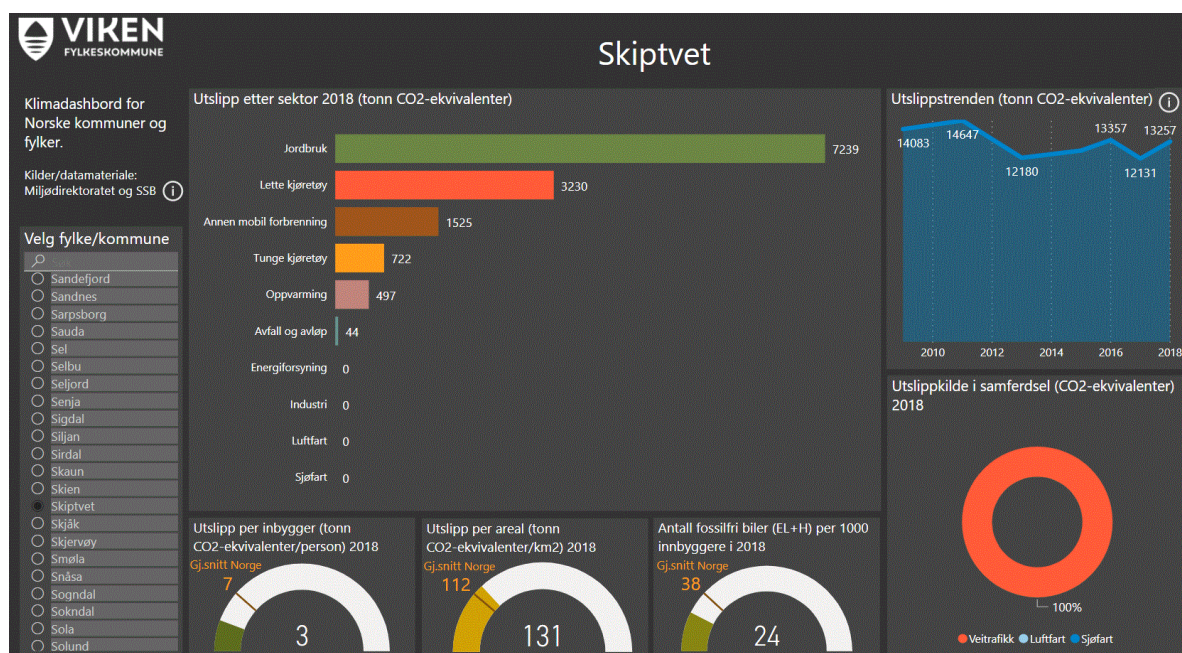 VIKEN
FYLKESKOMMUNE
Skiptvet
Klimadashbord for
Norske kommuner og
fylker.
Kilder/datamateriale:
Miljødirektoratet og SSB
Velg fylke/kommune
Sandefjord
Sandnes
Sarpsborg
Sauda
Sel
Selbu
Seljord
Senja
Sigdal
Siljan
Sirdal
Skaun
Skien
Skiptvet
Skjåk
Skjervøy
Smøla
Snåsa
Sogndal
Sokndal
Sola
Solund
Utslipp etter sektor 2018 (tonn CO2-ekvivalenter)
Jordbruk 7239
Lette kjøretøy 3230
Annen mobil forbrenning 1525
Tunge kjøretøy 722
Oppvarming 497
Avfall og avløp 44
Energiforsyning 0
Industri 0
Luftfart 0
Sjøfart 0
Utslippstrenden (tonn CO2-ekvivalenter)
14083 14647 12180 13357 12131 13257
2010 2012 2014 2016 2018
Utslippkilde i samferdsel (CO2-ekvivalenter)
2018
100%
Veitrafikk Luftfart Sjøfart
Utslipp per inbygger (tonn
CO2-ekvivalenter/person) 2018
Gj.snitt Norge
7
3
Utslipp per areal (tonn
CO2-ekvivalenter/km2) 2018
Gj.snitt Norge
112
131
Antall fossilfri biler (EL+H) per 1000
innbyggere i 2018
Gj.snitt Norge
38
24